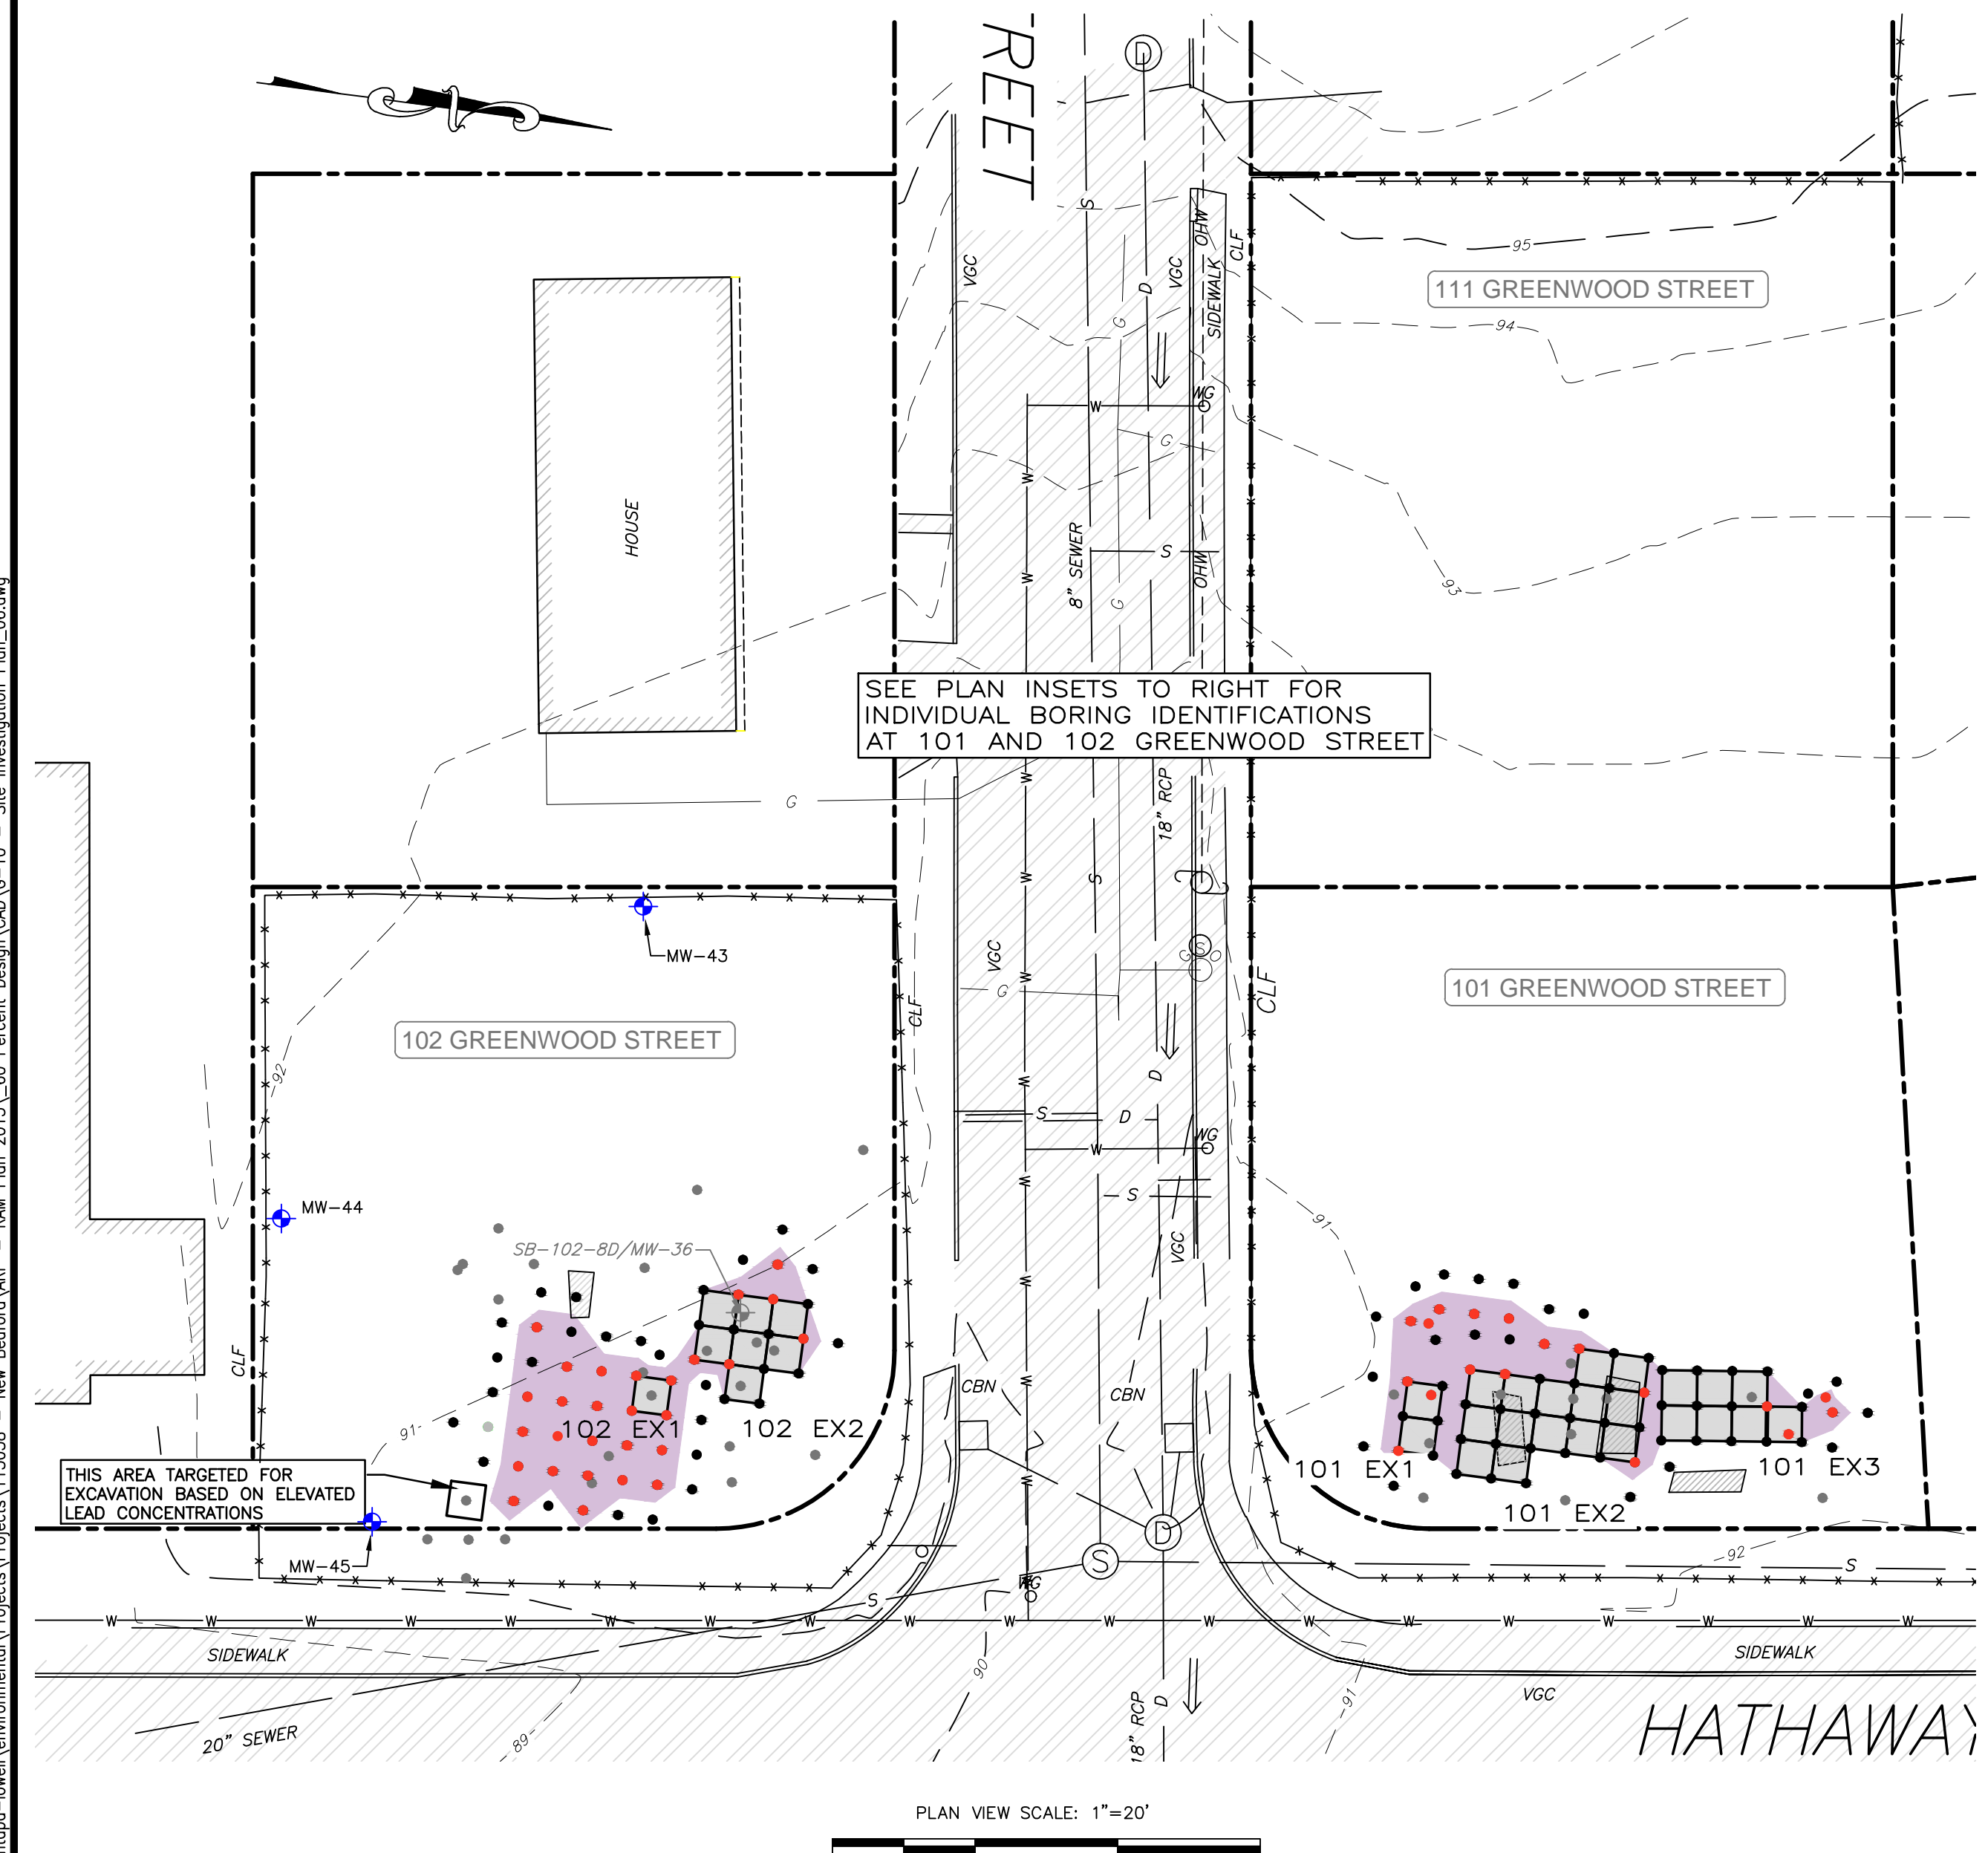 REET
D
S
VGC
OHW
CLF
D
VGC
SIDEWALK
G
95
111 GREENWOOD STREET
94
WG
W
G
W
HOUSE
8" SEWER
S
OHW
W
G
93
SEE PLAN INSETS TO RIGHT FOR
INDIVIDUAL BORING IDENTIFICATIONS
AT 101 AND 102 GREENWOOD STREET
W
18" RCP
G
W
S
MW-43
VGC
S
G
W
G
CLF
CLF
101 GREENWOOD STREET
102 GREENWOOD STREET
92
W
D
S
D
WG
W
W
S
MW-44
91
VGC
SB-102-8D/MW-36
W
CLF
CBN
CBN
91
102 EX1
102 EX2
101 EX1
101 EX3
101 EX2
THIS AREA TARGETED FOR
EXCAVATION BASED ON ELEVATED
LEAD CONCENTRATIONS
W
D
MW-45
S
92
S
WG
S
W W W W W W W W W W W W W W W W W W W
SIDEWALK
SIDEWALK
90
91
VGC
18" RCP
D
20" SEWER
89
HATHAWAY
PLAN VIEW SCALE: 1"=20'